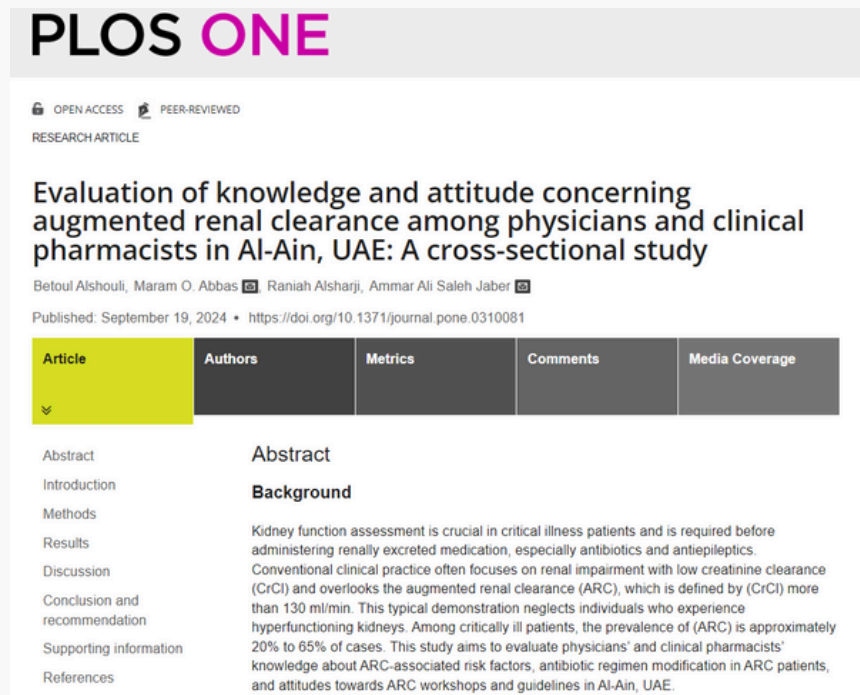 PLOS ONE
OPEN ACCESS PEER-REVIEWED
RESEARCH ARTICLE
Evaluation of knowledge and attitude concerning
augmented renal clearance among physicians and clinical
pharmacists in Al-Ain, UAE: A cross-sectional study
Betoul Alshouli, Maram O. Abbas, Raniah Alsharji, Ammar Ali Saleh Jaber
Published: September 19, 2024 • https://doi.org/10.1371/journal.pone.0310081
Article Authors Metrics Comments Media Coverage
Abstract
Introduction
Methods
Results
Discussion
Conclusion and
recommendation
Supporting information
References
Abstract
Background
Kidney function assessment is crucial in critical illness patients and is required before
administering renally excreted medication, especially antibiotics and antiepileptics.
Conventional clinical practice often focuses on renal impairment with low creatinine clearance
(CrCl) and overlooks the augmented renal clearance (ARC), which is defined by (CrCl) more
than 130 ml/min. This typical demonstration neglects individuals who experience
hyperfunctioning kidneys. Among critically ill patients, the prevalence of (ARC) is approximately
20% to 65% of cases. This study aims to evaluate physicians' and clinical pharmacists'
knowledge about ARC-associated risk factors, antibiotic regimen modification in ARC patients,
and attitudes towards ARC workshops and guidelines in Al-Ain, UAE.